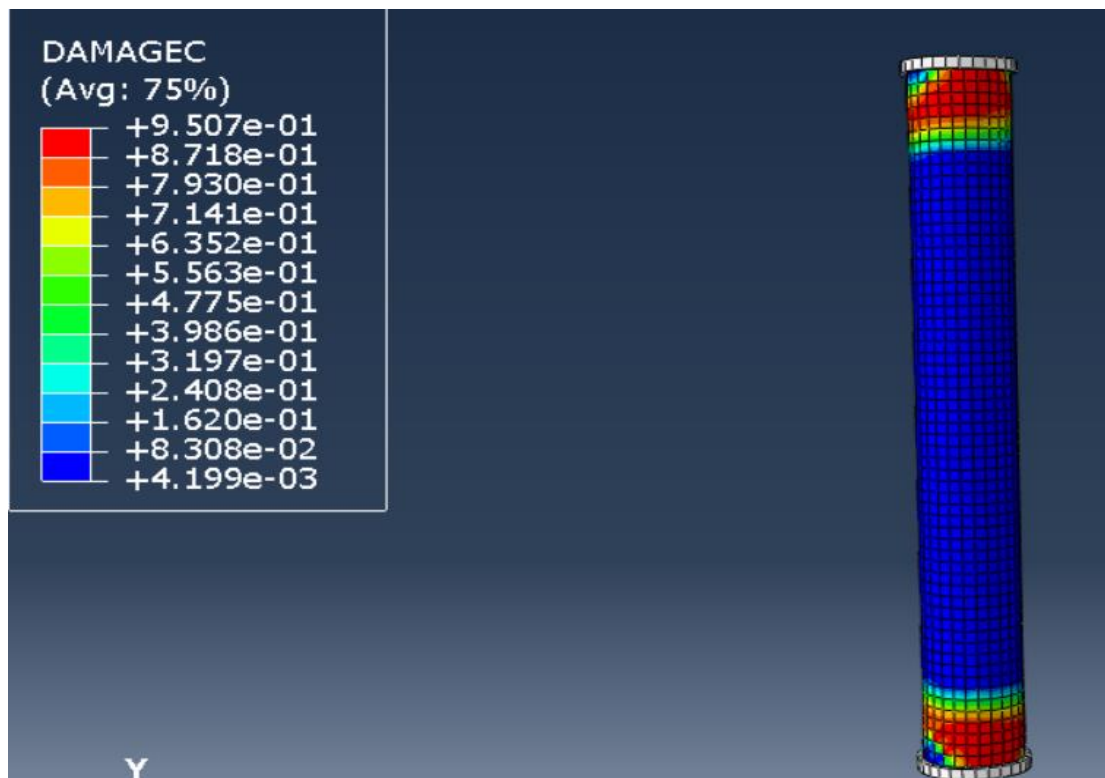 DAMAGEC
(Avg: 75%)
+9.507e-01
+8.718e-01
+7.930e-01
+7.141e-01
+6.352e-01
+5.563e-01
+4.775e-01
+3.986e-01
+3.197e-01
+2.408e-01
+1.620e-01
+8.308e-02
+4.199e-03
Y